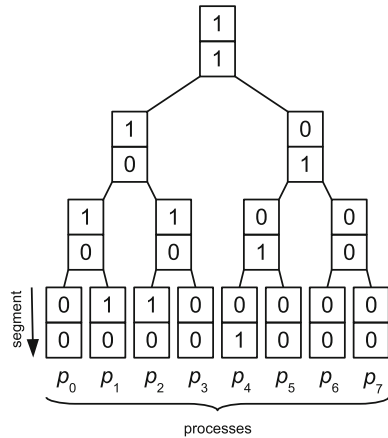 1
1
1 0
0 1
1 1 0 0
0 0 1 0
0 1 1 0 0 0 0 0
0 0 0 0 1 0 0 0
segment
p0 p1 p2 p3 p4 p5 p6 p7
processes